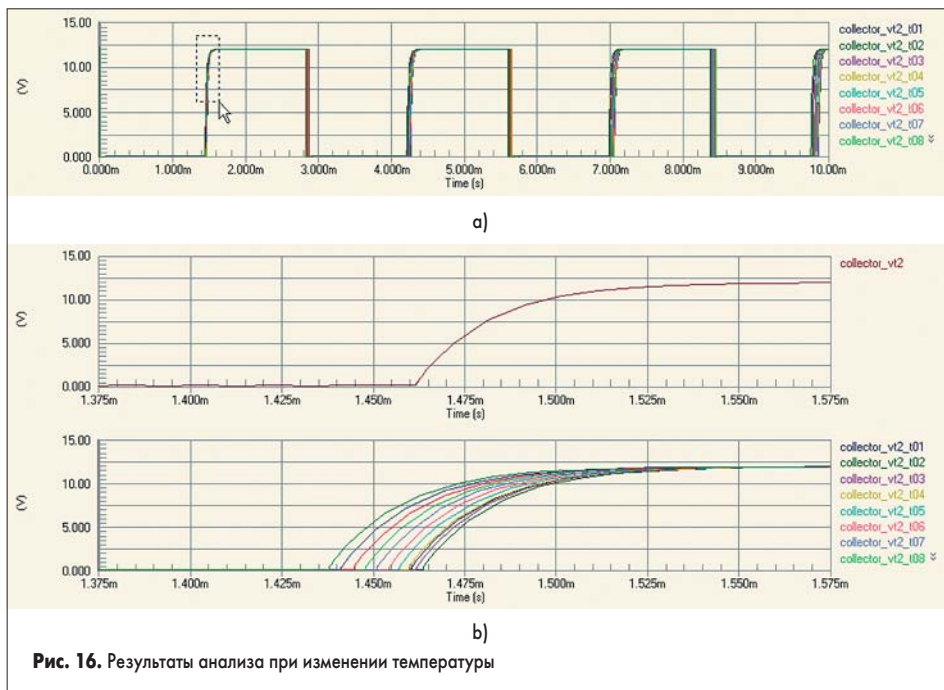 15.00
10.00
5.000
0.000
(V)
0.000m 1.000m 2.000m 3.000m 4.000m 5.000m 6.000m 7.000m 8.000m 9.000m 10.00m
Time (s)
collector_vt2_t01
collector_vt2_t02
collector_vt2_t03
collector_vt2_t04
collector_vt2_t05
collector_vt2_t06
collector_vt2_t07
collector_vt2_t08
a)
15.00
10.00
5.000
0.000
(V)
1.375m 1.400m 1.425m 1.450m 1.475m 1.500m 1.525m 1.550m 1.575m
Time (s)
collector_vt2
15.00
10.00
5.000
0.000
(V)
1.375m 1.400m 1.425m 1.450m 1.475m 1.500m 1.525m 1.550m 1.575m
Time (s)
collector_vt2_t01
collector_vt2_t02
collector_vt2_t03
collector_vt2_t04
collector_vt2_t05
collector_vt2_t06
collector_vt2_t07
collector_vt2_t08
b)
Рис. 16. Результаты анализа при изменении температуры